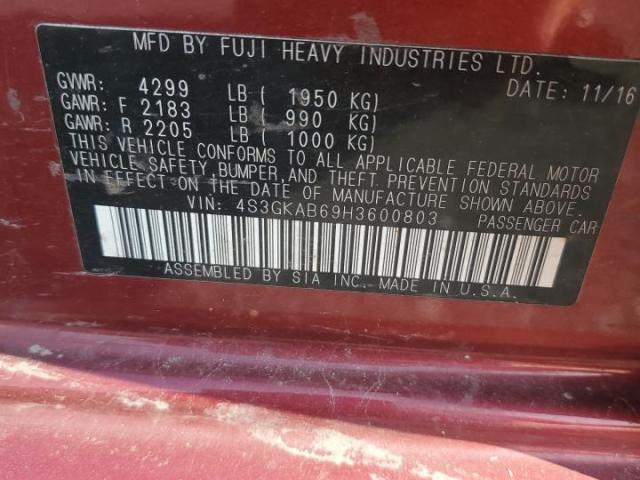 MFD BY FUJI HEAVY INDUSTRIES LTD.
GVWR: 4299 LB ( 1950 KG) DATE: 11/16
GAWR: F 2183 LB ( 990 KG)
GAWR: R 2205 LB ( 1000 KG)
THIS VEHICLE CONFORMS TO ALL APPLICABLE FEDERAL MOTOR
VEHICLE SAFETY, BUMPER, AND THEFT PREVENTION STANDARDS
IN EFFECT ON THE DATE OF MANUFACTURE SHOWN ABOVE.
VIN: 4S3GKAB69H3600803 PASSENGER CAR
ASSEMBLED BY SIA INC. MADE IN U.S.A.